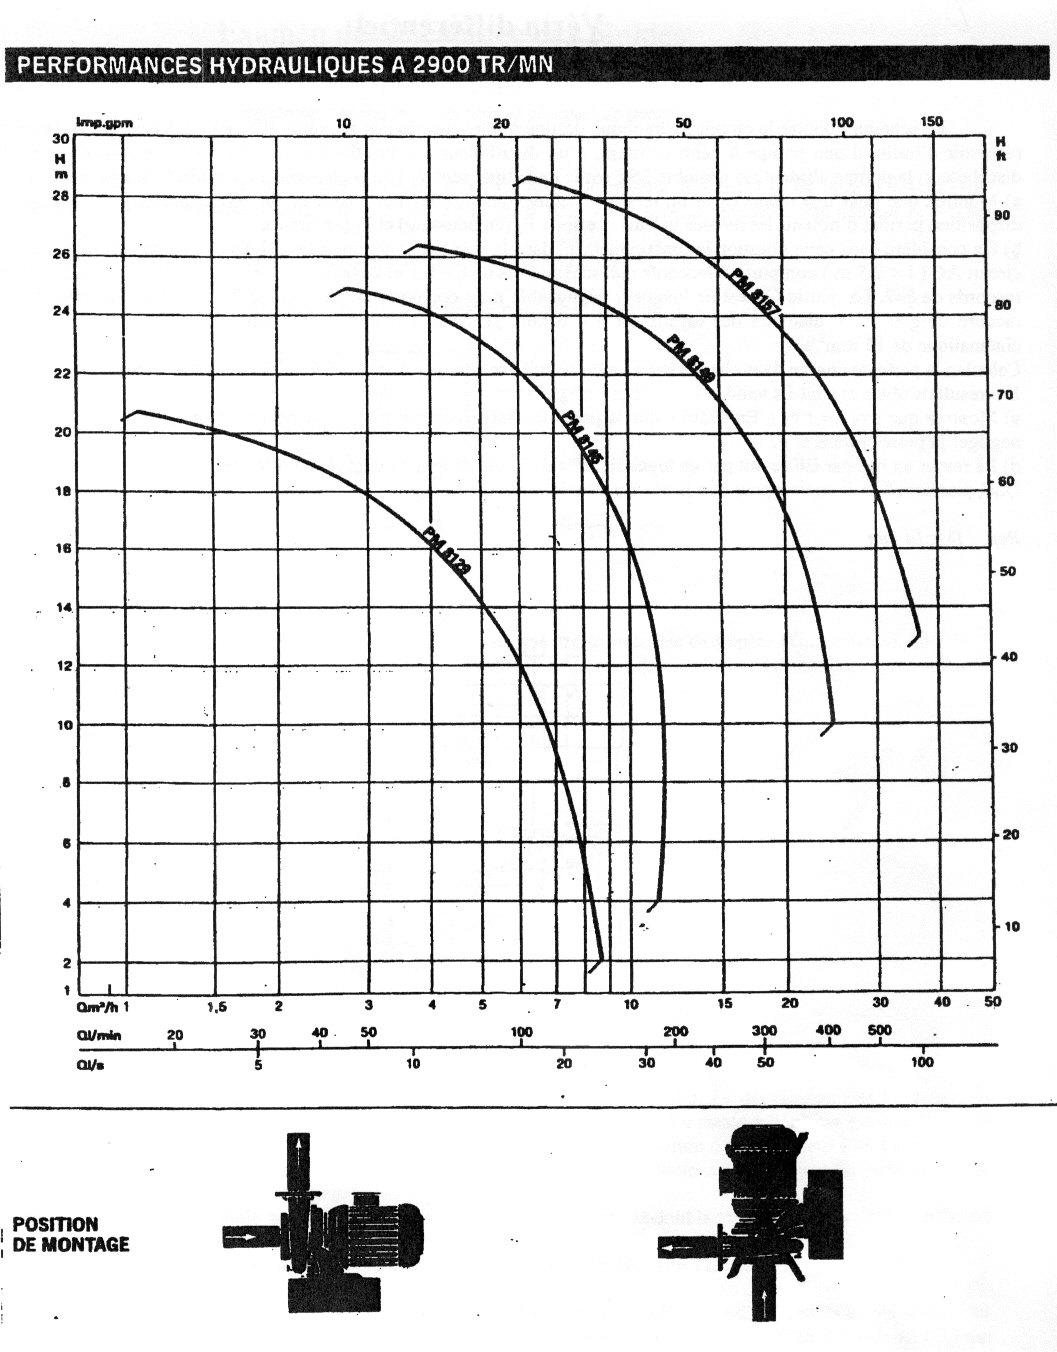 PERFORMANCES HYDRAULIQUES A 2900 TR/MN
Imp.gpm 10 20 50 100 150
30
H
m
28
26
24
22
20
18
16
14
12
10
8
6
4
2
1
H
ft
90
80
70
60
50
40
30
20
10
PM 8157
PM 8149
PM 8145
PM 8129
Qm³/h 1 1,5 2 3 4 5 7 10 15 20 30 40 50
Ql/min 20 30 40 50 100 200 300 400 500
Ql/s 5 10 20 30 40 50 100
POSITION
DE MONTAGE